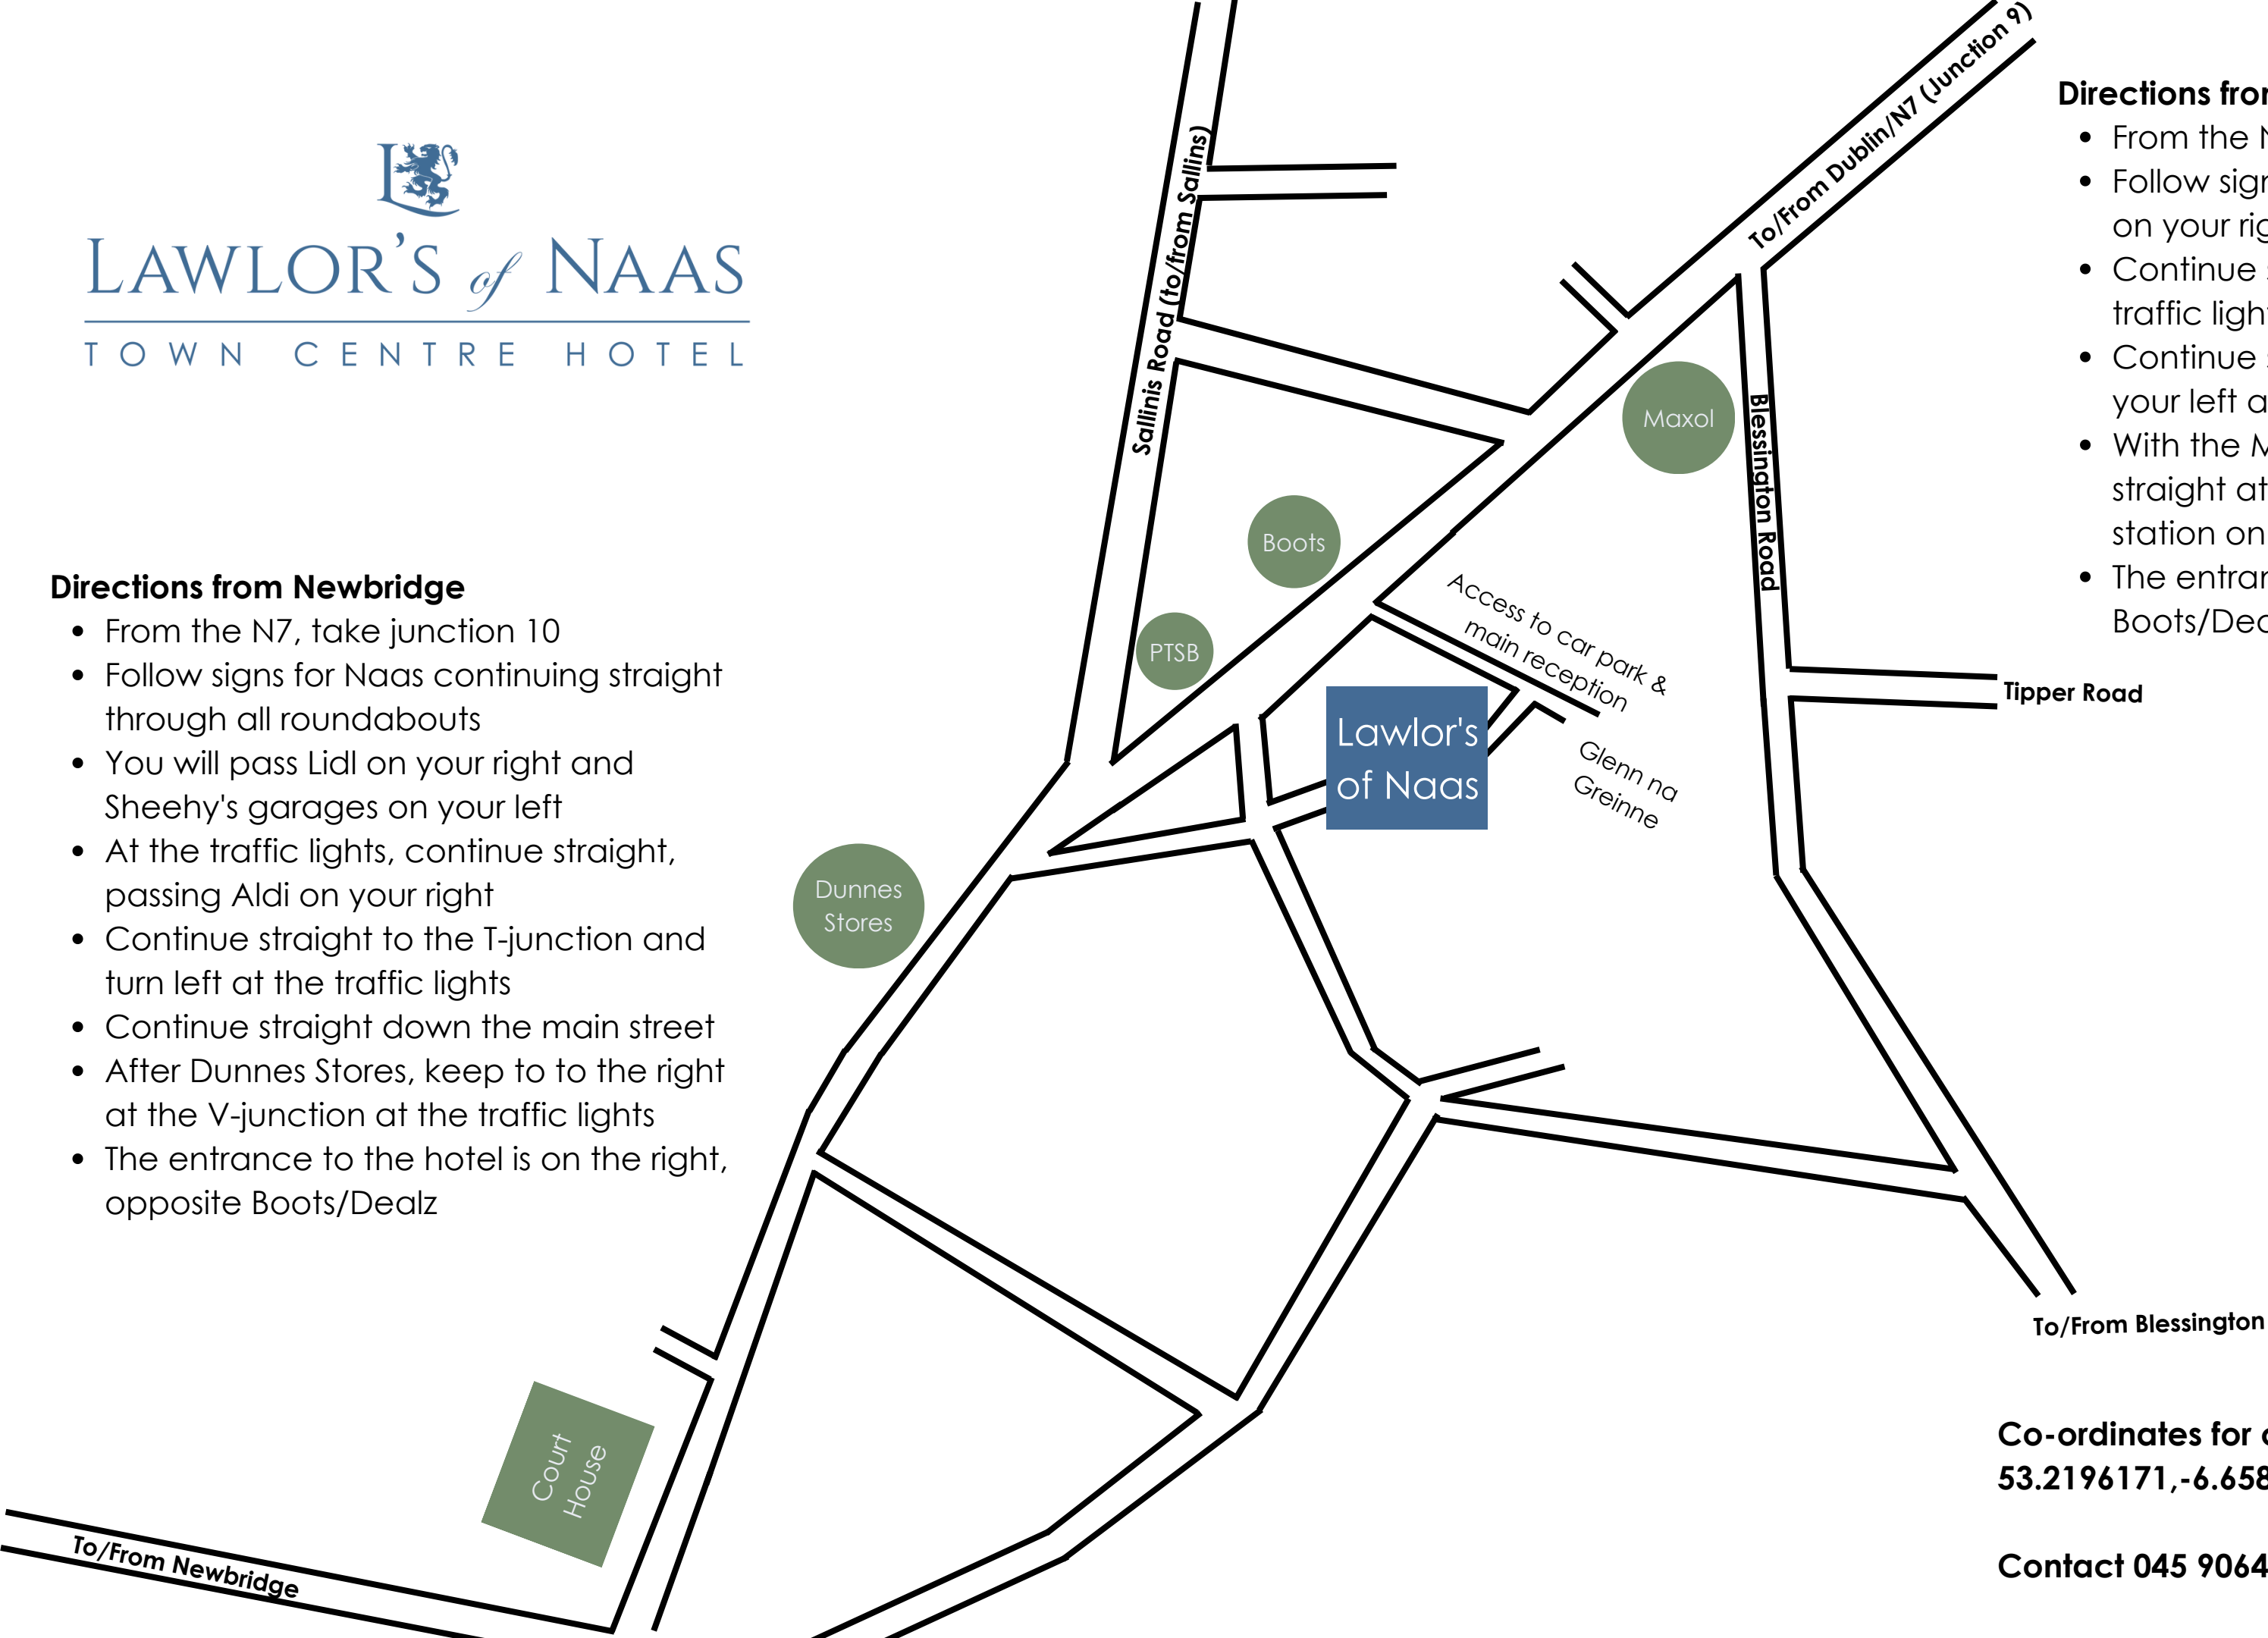 LAWLOR'S of NAAS
TOWN CENTRE HOTEL
Directions from Newbridge
• From the N7, take junction 10
• Follow signs for Naas continuing straight
through all roundabouts
• You will pass Lidl on your right and
Sheehy's garages on your left
• At the traffic lights, continue straight,
passing Aldi on your right
• Continue straight to the T-junction and
turn left at the traffic lights
• Continue straight down the main street
• After Dunnes Stores, keep to to the right
at the V-junction at the traffic lights
• The entrance to the hotel is on the right,
opposite Boots/Dealz
Sallinis Road (to/from Sallins)
To/From Dublin/N7 (Junction 9)
Maxol
Blessington Road
Boots
PTSB
Access to car park &
main reception
Lawlor's
of Naas
Glenn na
Greinne
Tipper Road
Dunnes
Stores
Court
House
To/From Newbridge
To/From Blessington
Directions
• From the
• Follow
on your
• Continue
traffic
• Continue
your left
• With the
straight at
station on
• The
Boots/
Co-ordinates for
53.2196171,-6.658
Contact 045 9064